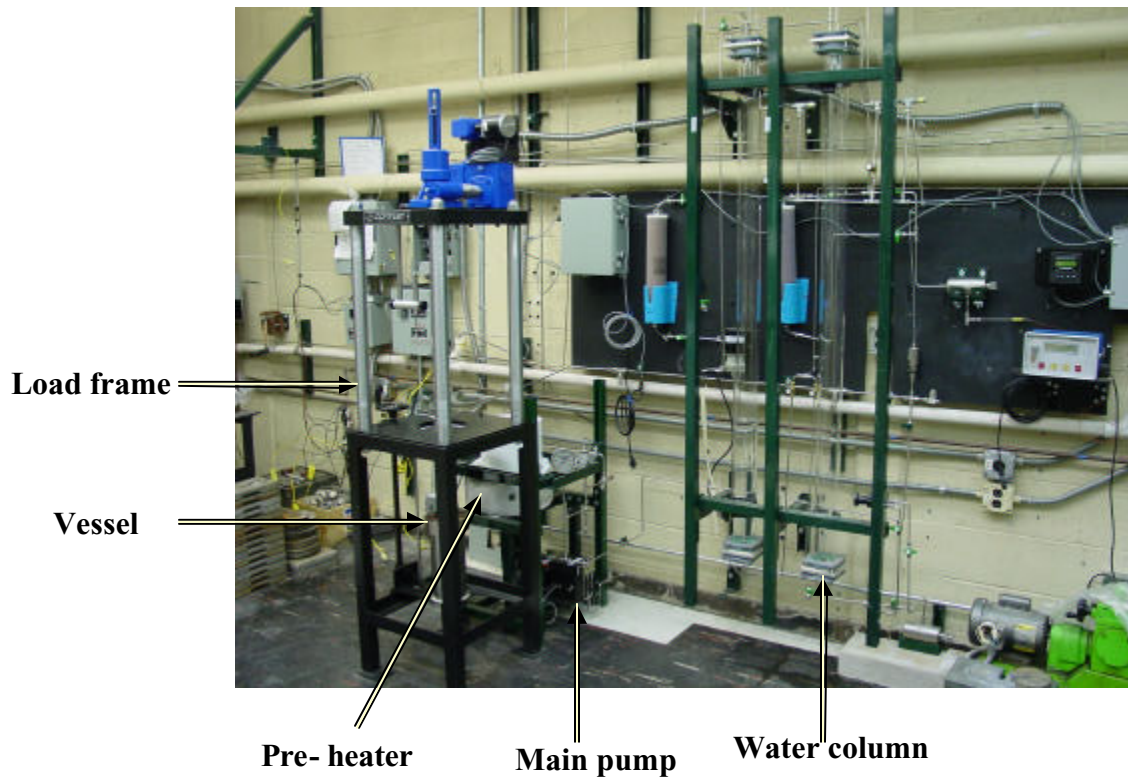 Load frame
Vessel
Pre- heater
Main pump
Water column